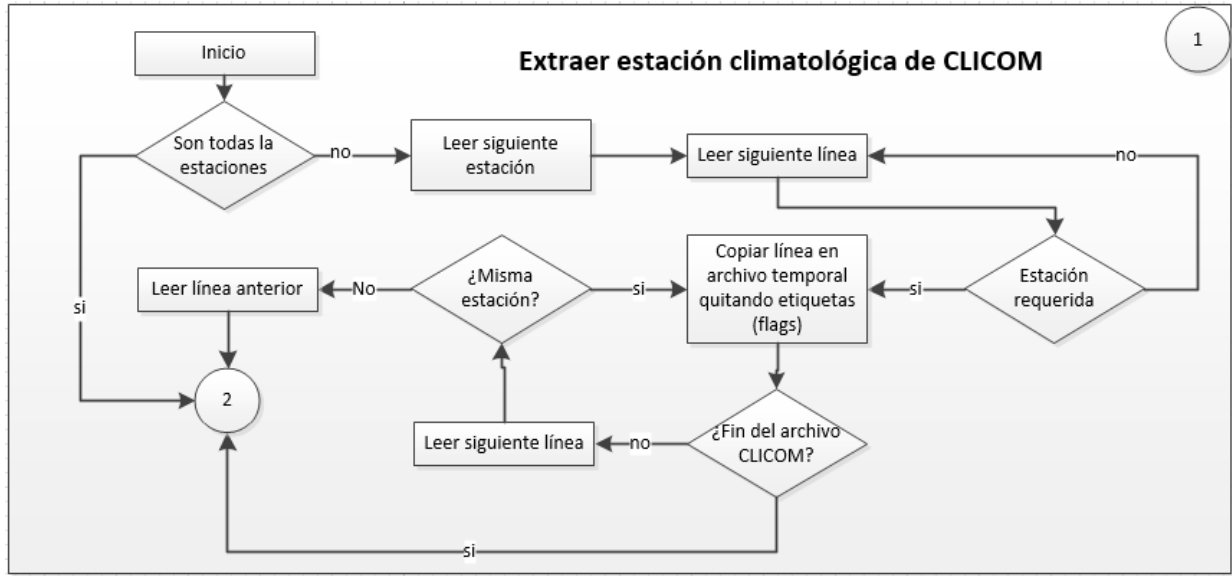 1
Extraer estación climatológica de CLICOM
Inicio
Son todas la
estaciones
no
Leer siguiente
estación
Leer siguiente línea
no
si
Leer línea anterior
No
¿Misma
estación?
si
Copiar línea en
archivo temporal
quitando etiquetas
(flags)
si
Estación
requerida
2
Leer siguiente línea
no
¿Fin del archivo
CLICOM?
si